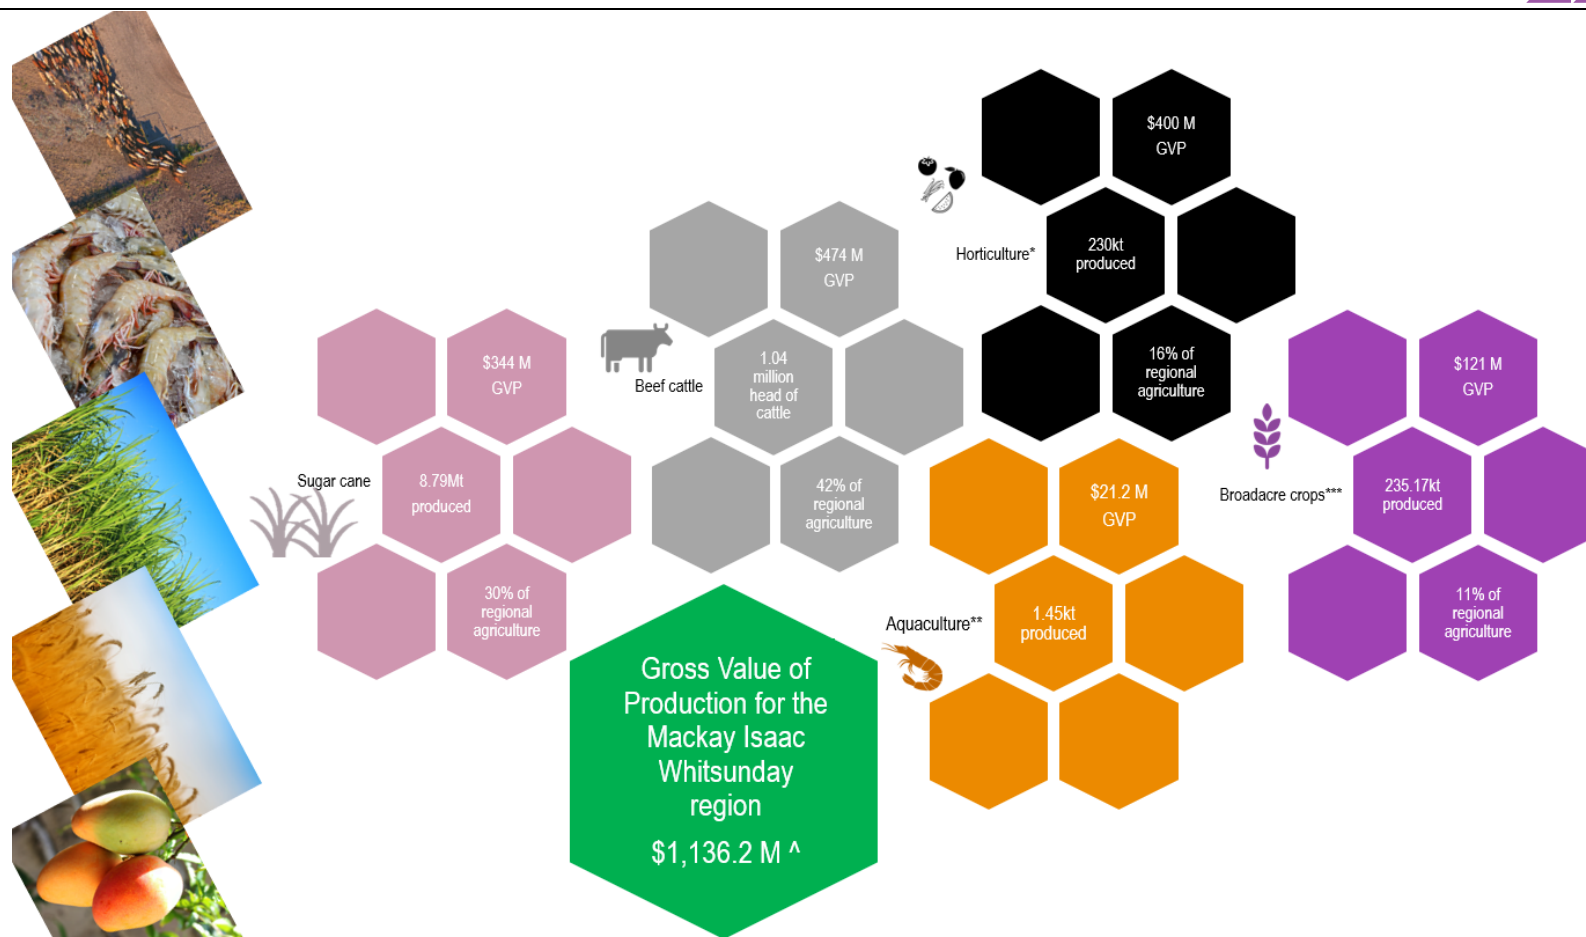 $400 M
GVP
Horticulture*
230kt
produced
16% of
regional
agriculture
$474 M
GVP
Beef cattle
1.04
million
head of
cattle
42% of
regional
agriculture
$344 M
GVP
Sugar cane
8.79Mt
produced
30% of
regional
agriculture
$121 M
GVP
Broadacre crops***
235.17kt
produced
11% of
regional
agriculture
$21.2 M
GVP
Aquaculture**
1.45kt
produced
Gross Value of
Production for the
Mackay Isaac
Whitsunday
region
$1,136.2 M ^